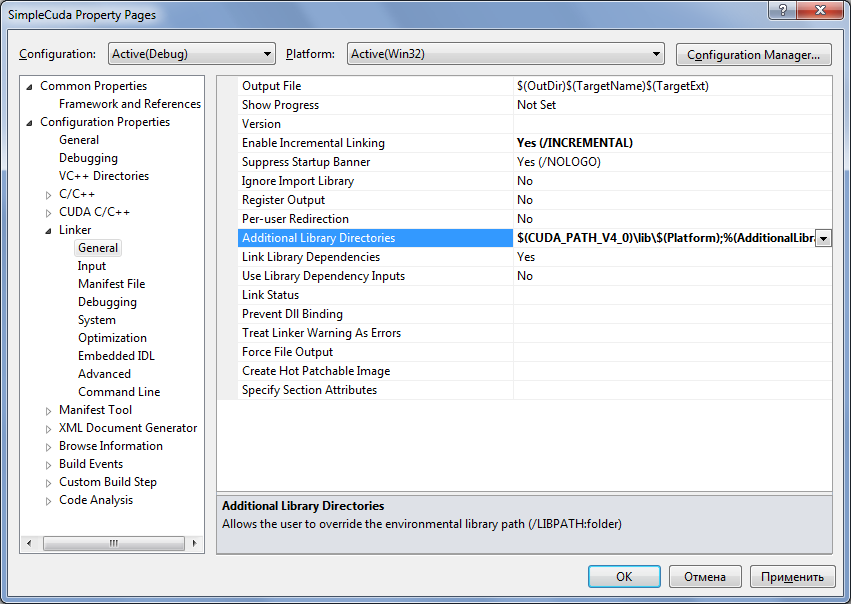 SimpleCuda Property Pages
Configuration: Active(Debug) Platform: Active(Win32) Configuration Manager...
Common Properties
Framework and References
Configuration Properties
General
Debugging
VC++ Directories
C/C++
CUDA C/C++
Linker
General
Input
Manifest File
Debugging
System
Optimization
Embedded IDL
Advanced
Command Line
Manifest Tool
XML Document Generator
Browse Information
Build Events
Custom Build Step
Code Analysis
Output File $(OutDir)$(TargetName)$(TargetExt)
Show Progress Not Set
Version
Enable Incremental Linking Yes (/INCREMENTAL)
Suppress Startup Banner Yes (/NOLOGO)
Ignore Import Library No
Register Output No
Per-user Redirection No
Additional Library Directories $(CUDA_PATH_V4_0)\lib\$(Platform);%(AdditionalLibr
Link Library Dependencies Yes
Use Library Dependency Inputs No
Link Status
Prevent Dll Binding
Treat Linker Warning As Errors
Force File Output
Create Hot Patchable Image
Specify Section Attributes
Additional Library Directories
Allows the user to override the environmental library path (/LIBPATH:folder)
OK Отмена Применить